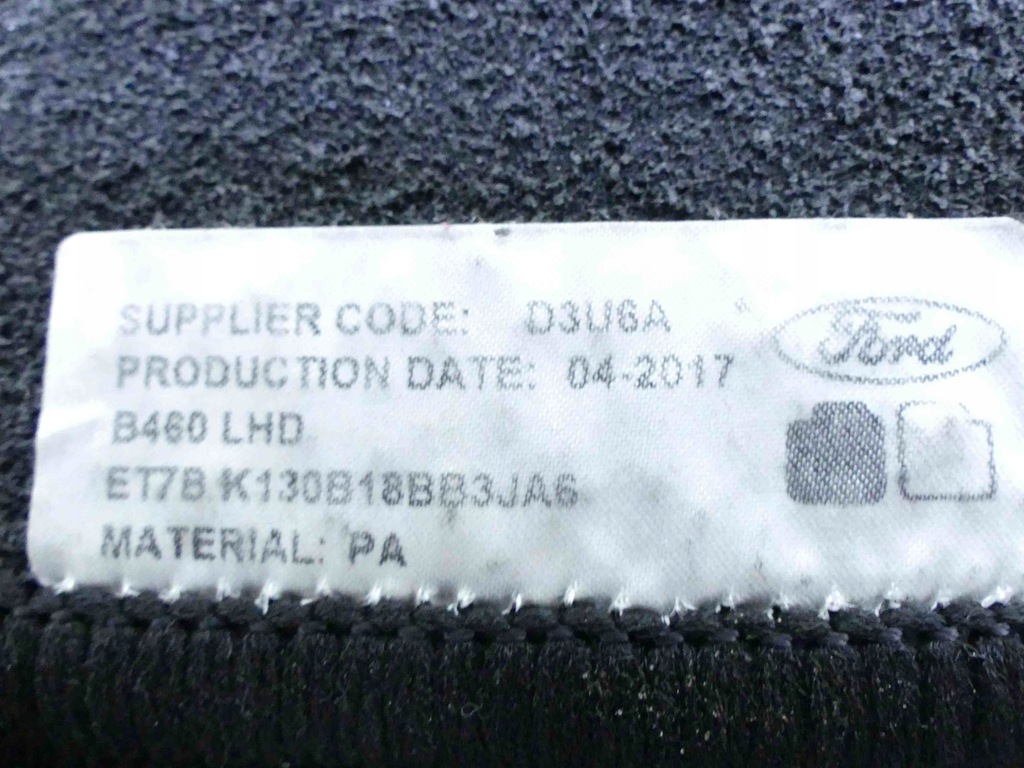 SUPPLIER CODE: D3U6A
Ford
PRODUCTION DATE: 04-2017
B460 LHD
ET7B K130B18BB3JA6
MATERIAL: PA